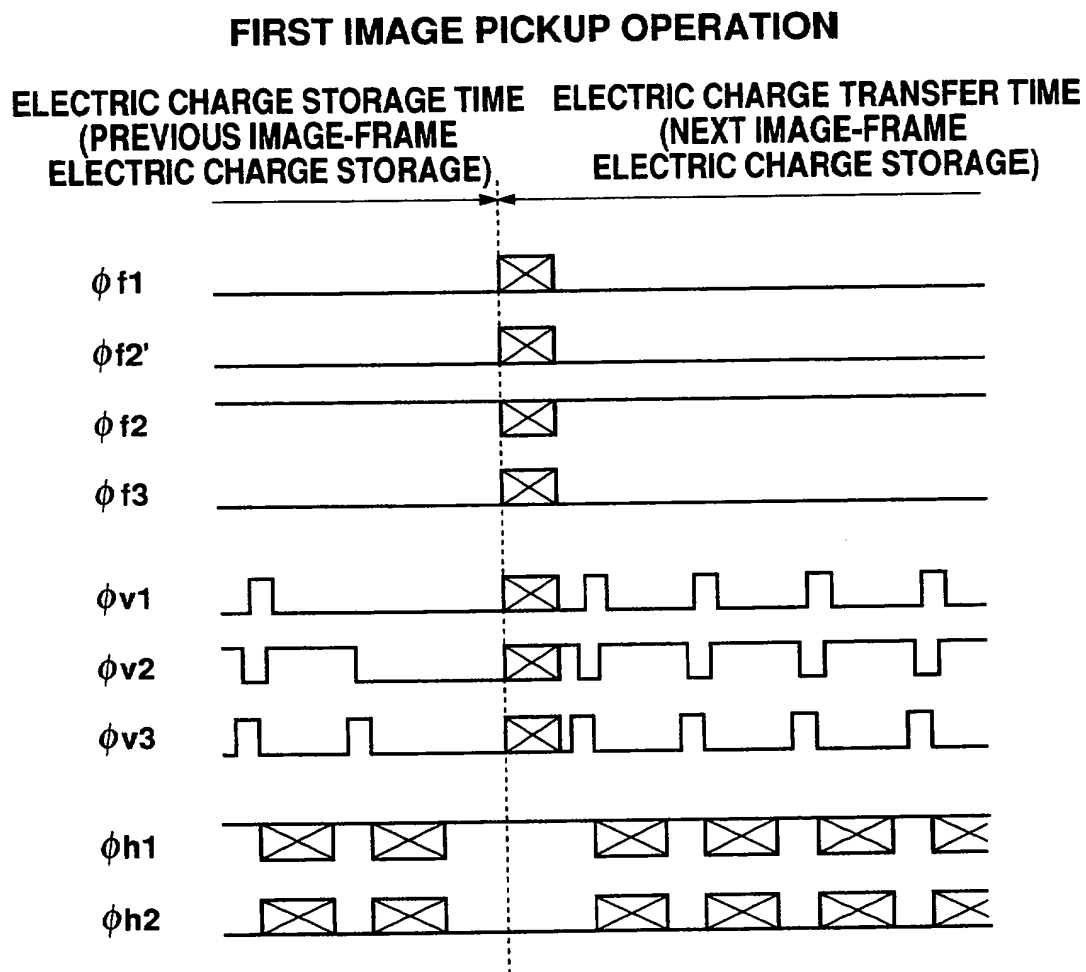 FIRST IMAGE PICKUP OPERATION
ELECTRIC CHARGE STORAGE TIME
(PREVIOUS IMAGE-FRAME
ELECTRIC CHARGE STORAGE)
ELECTRIC CHARGE TRANSFER TIME
(NEXT IMAGE-FRAME
ELECTRIC CHARGE STORAGE)
ϕf1
ϕf2'
ϕf2
ϕf3
ϕv1
ϕv2
ϕv3
ϕh1
ϕh2